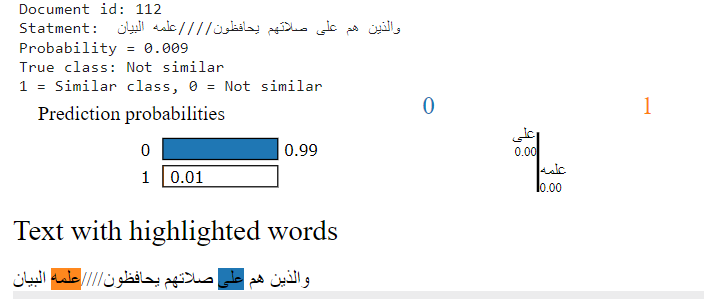 Document id: 112
Statment: والذين هم على صلاتهم يحافظون////علمه البيان
Probability = 0.009
True class: Not similar
1 = Similar class, 0 = Not similar
Prediction probabilities
0 0.99
1 0.01
0 1
على
0.00
علمه
0.00
Text with highlighted words
والذين هم على صلاتهم يحافظون////علمه البيان